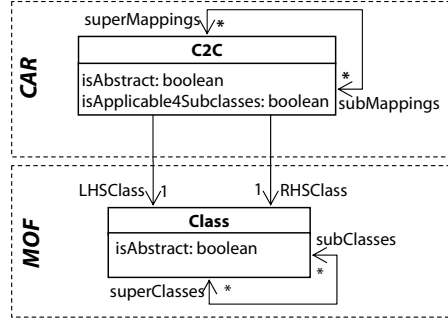 CAR
superMappings
*
C2C
isAbstract: boolean
isApplicable4Subclasses: boolean
*
subMappings
LHSClass
1
1
RHSClass
MOF
Class
isAbstract: boolean
subClasses
*
superClasses
*